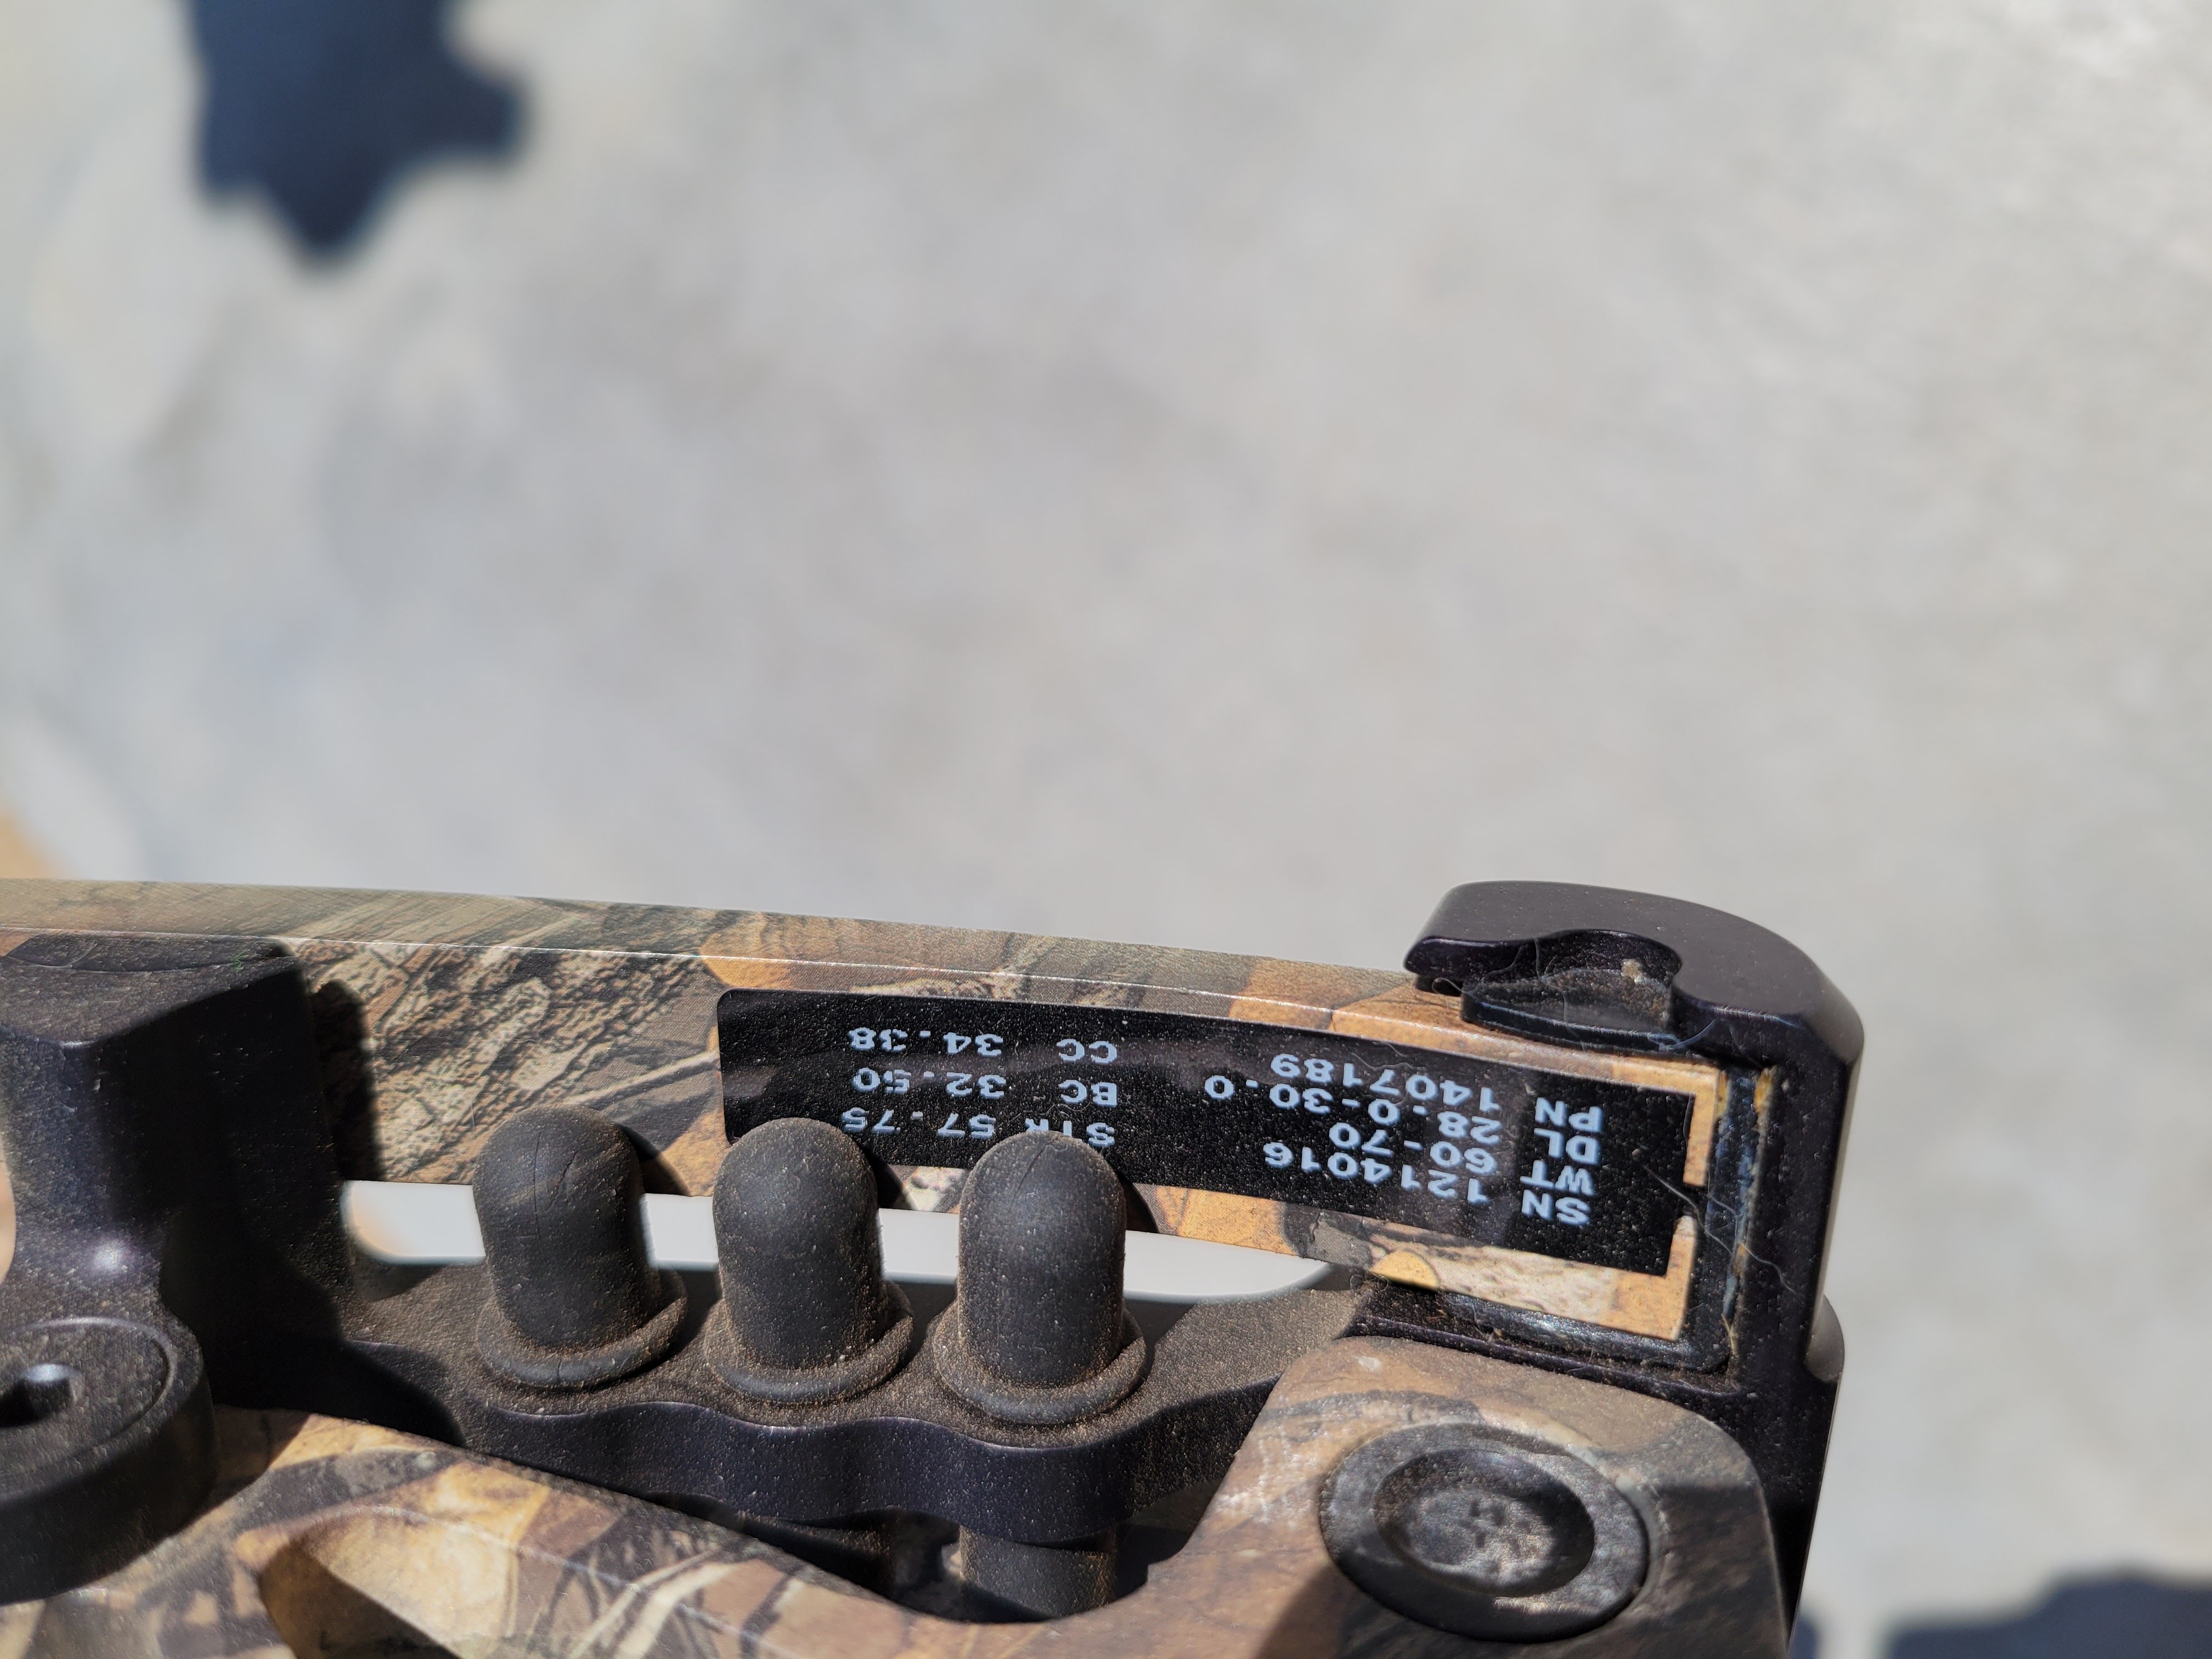 SN 1214016
WT 60-70
DL 28.0-30.0
PN 1407189
STR 57.75
BC 32.50
CC 34.38